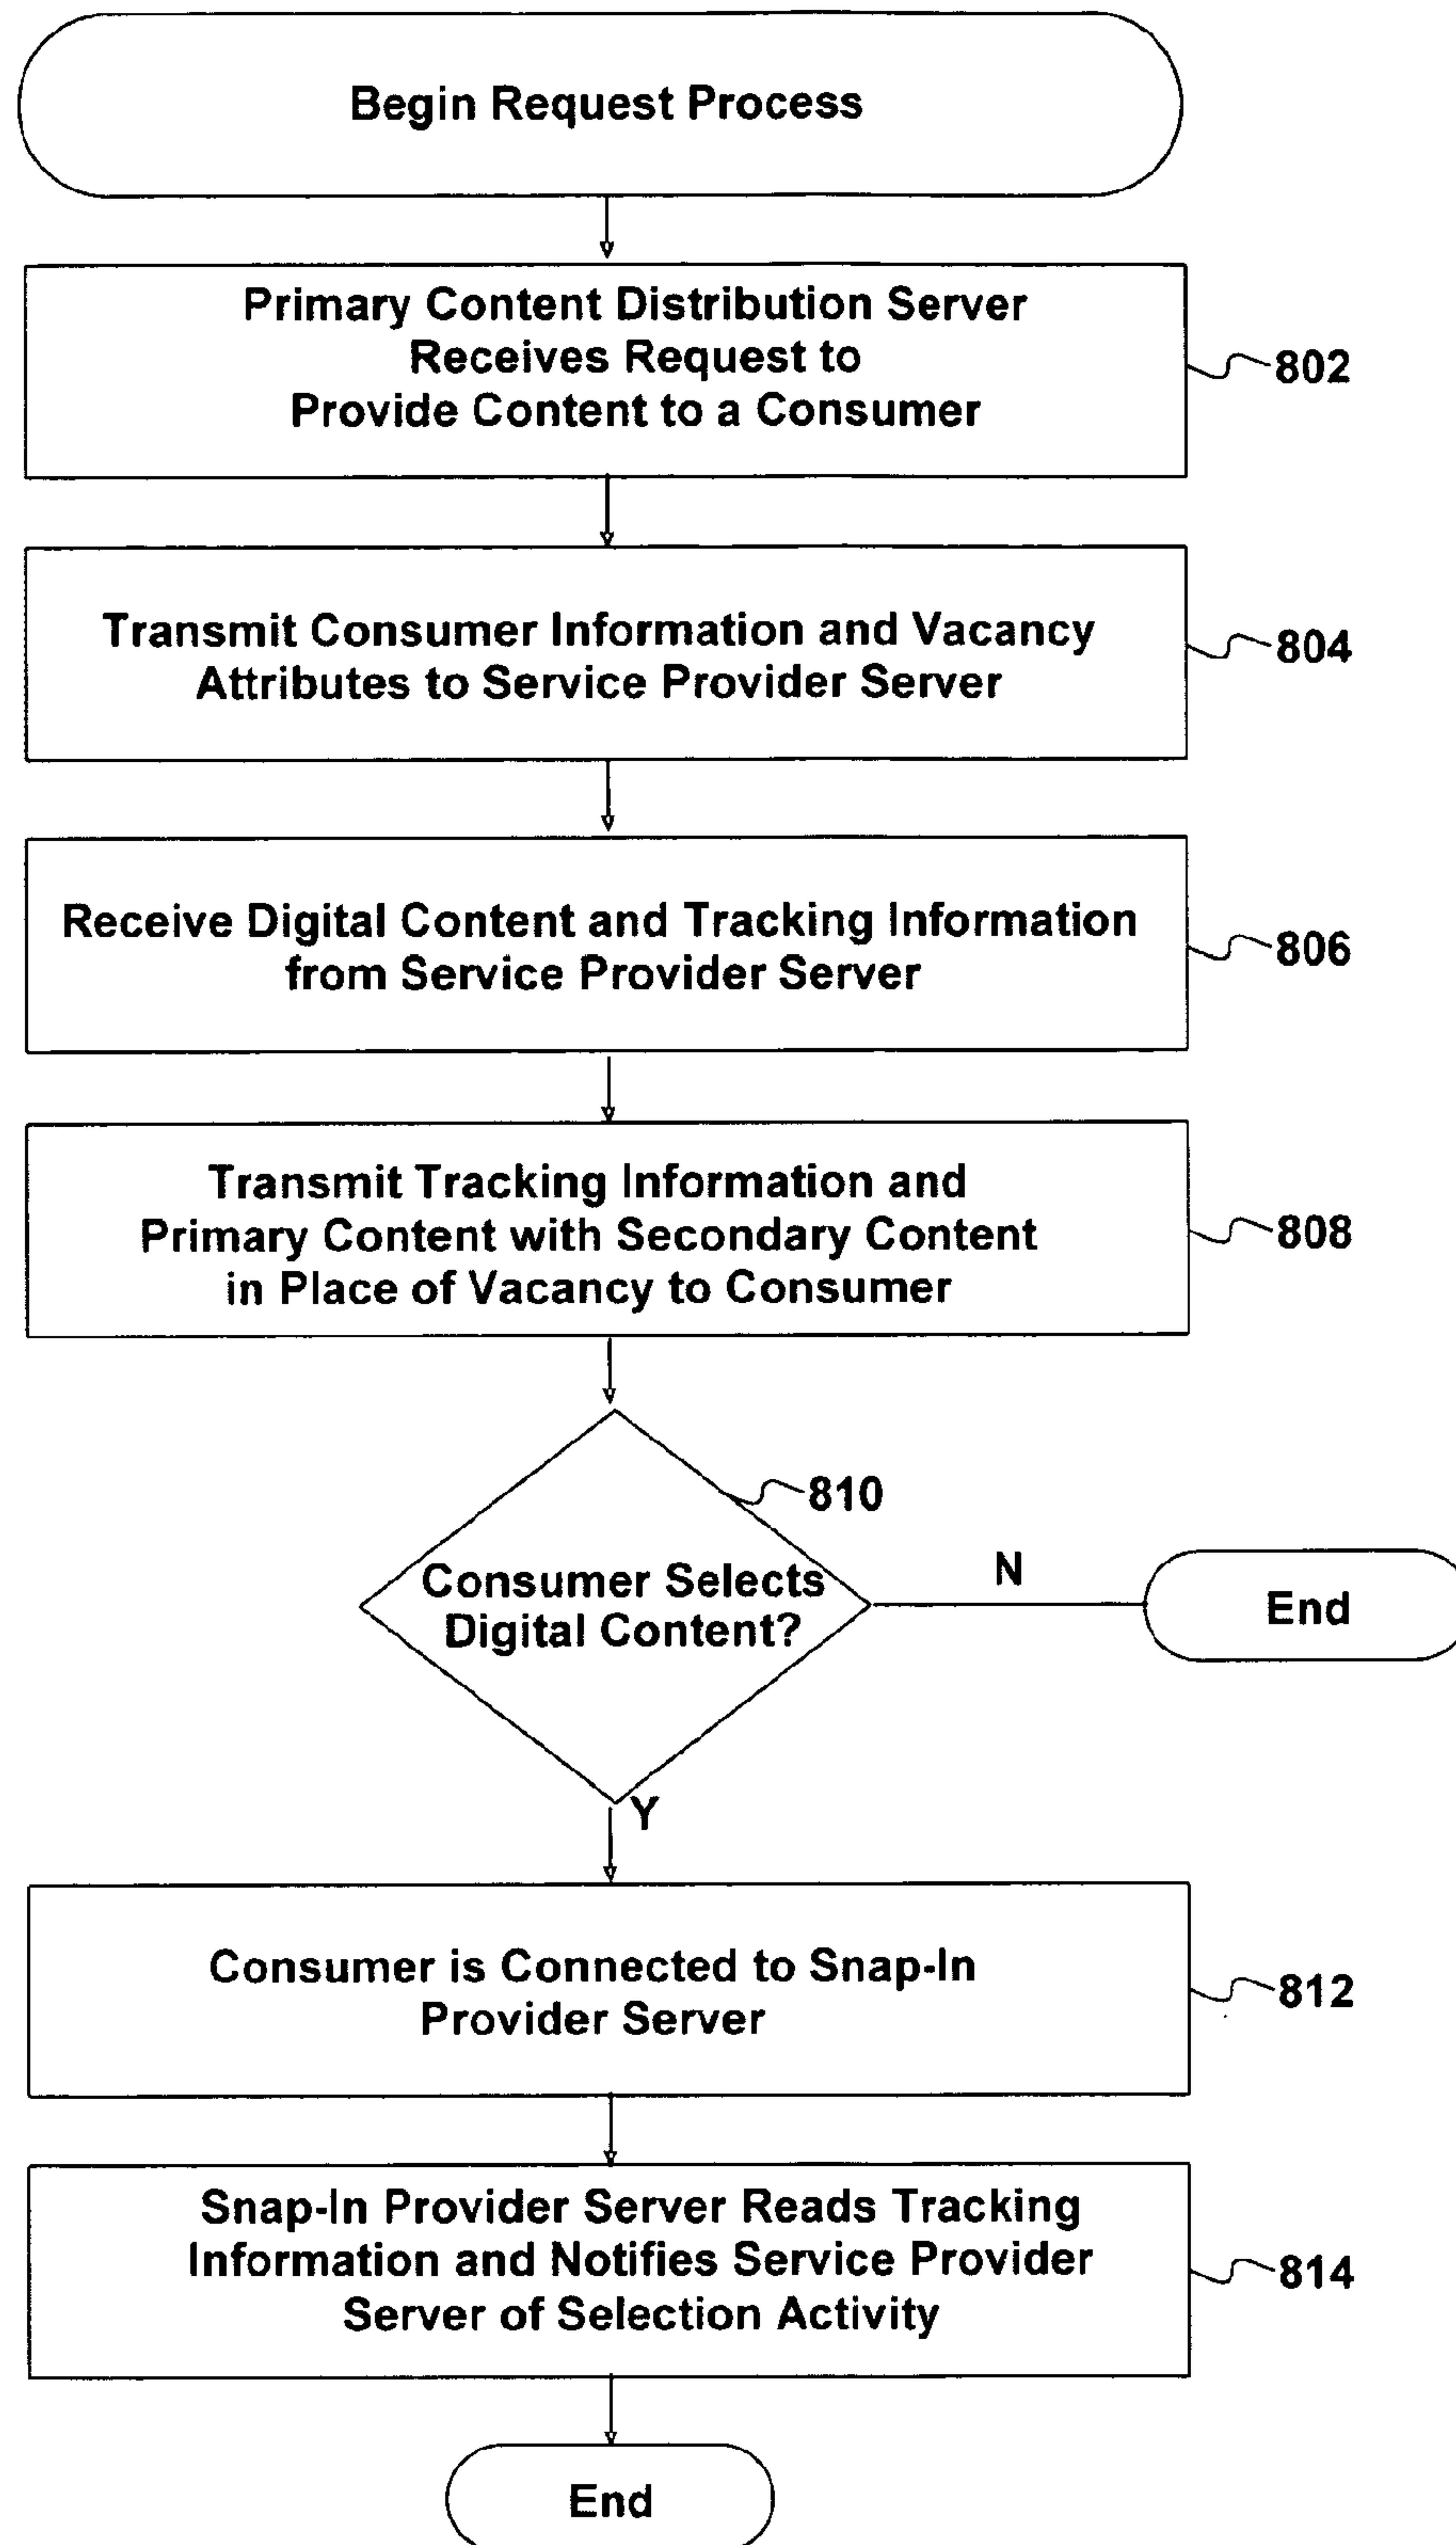 Begin Request Process
Primary Content Distribution Server
Receives Request to
Provide Content to a Consumer
802
Transmit Consumer Information and Vacancy
Attributes to Service Provider Server
804
Receive Digital Content and Tracking Information
from Service Provider Server
806
Transmit Tracking Information and
Primary Content with Secondary Content
in Place of Vacancy to Consumer
808
810
Consumer Selects
Digital Content?
N
End
Y
Consumer is Connected to Snap-In
Provider Server
812
Snap-In Provider Server Reads Tracking
Information and Notifies Service Provider
Server of Selection Activity
814
End